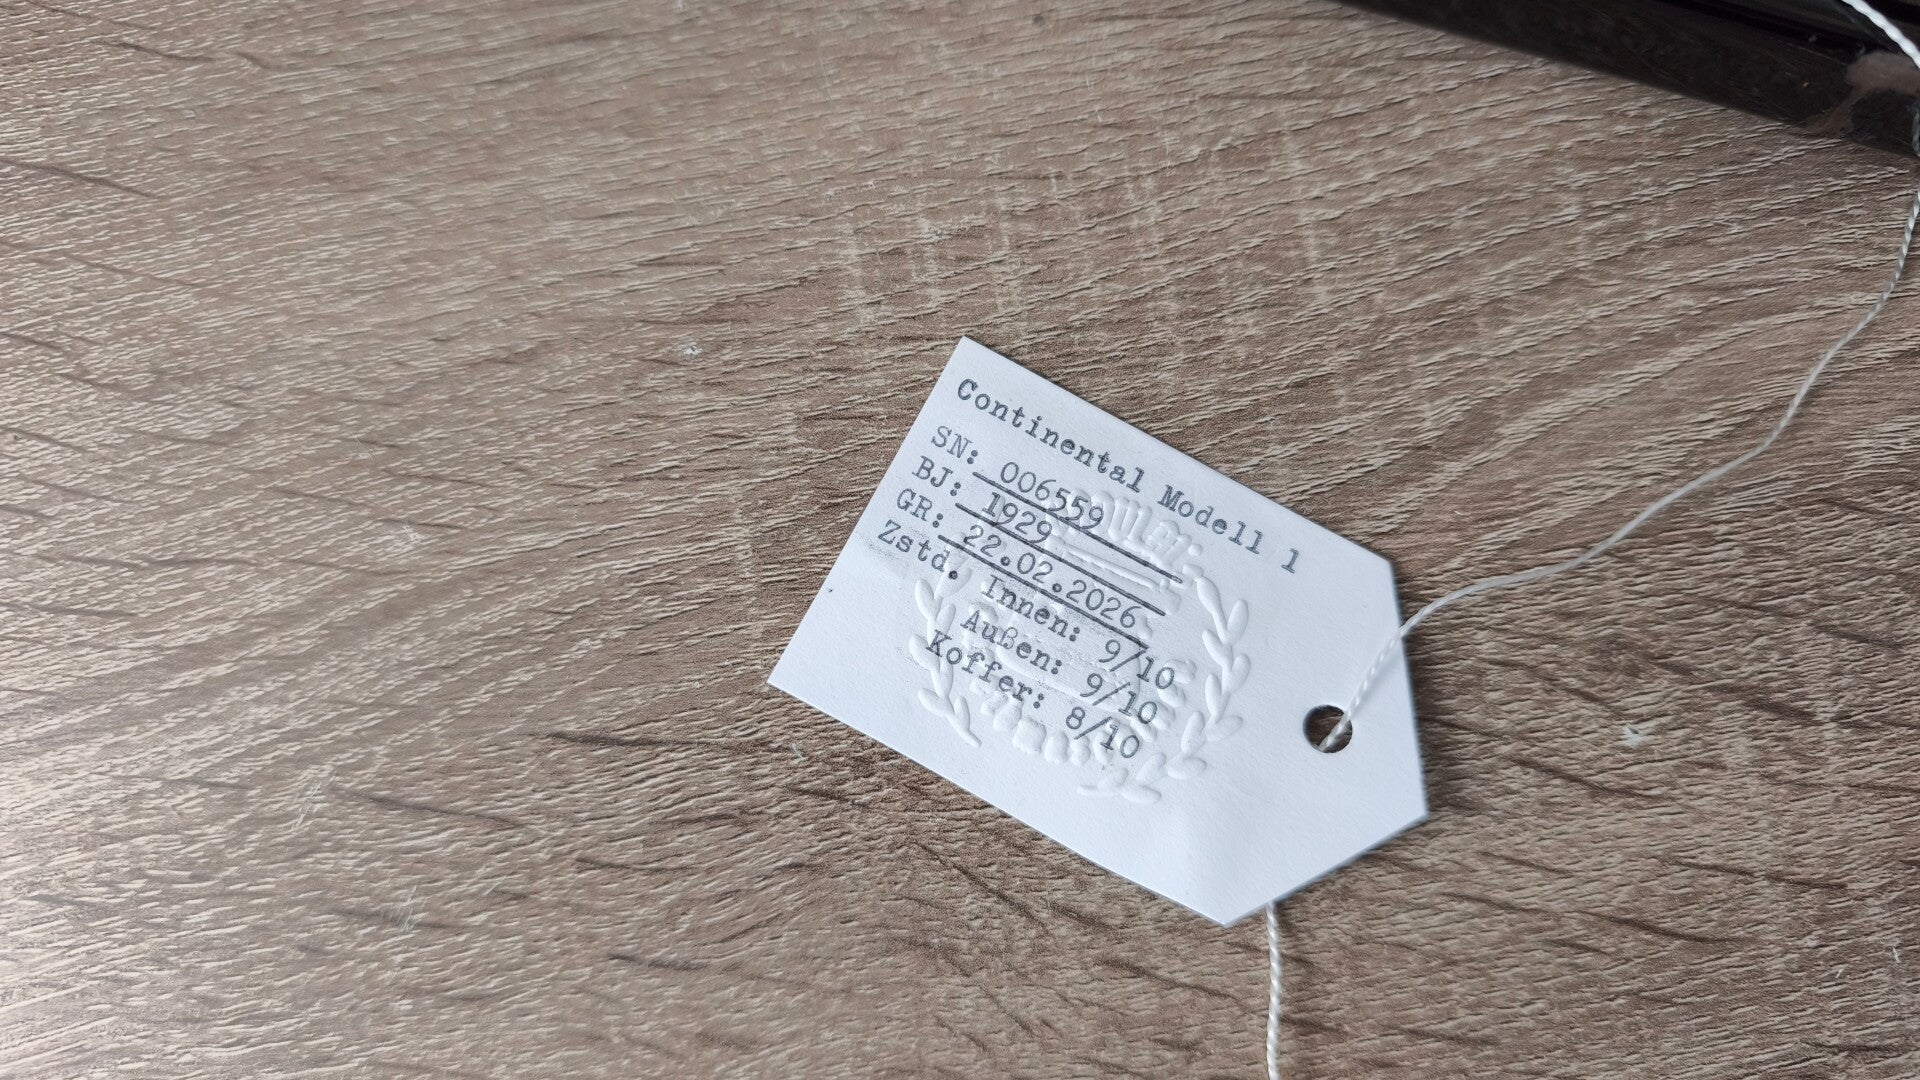 Continental Modell 1
SN: 006559
BJ: 1929
GR: 22.02.2026
Zstd. Innen: 9/10
Außen: 9/10
Koffer: 8/10